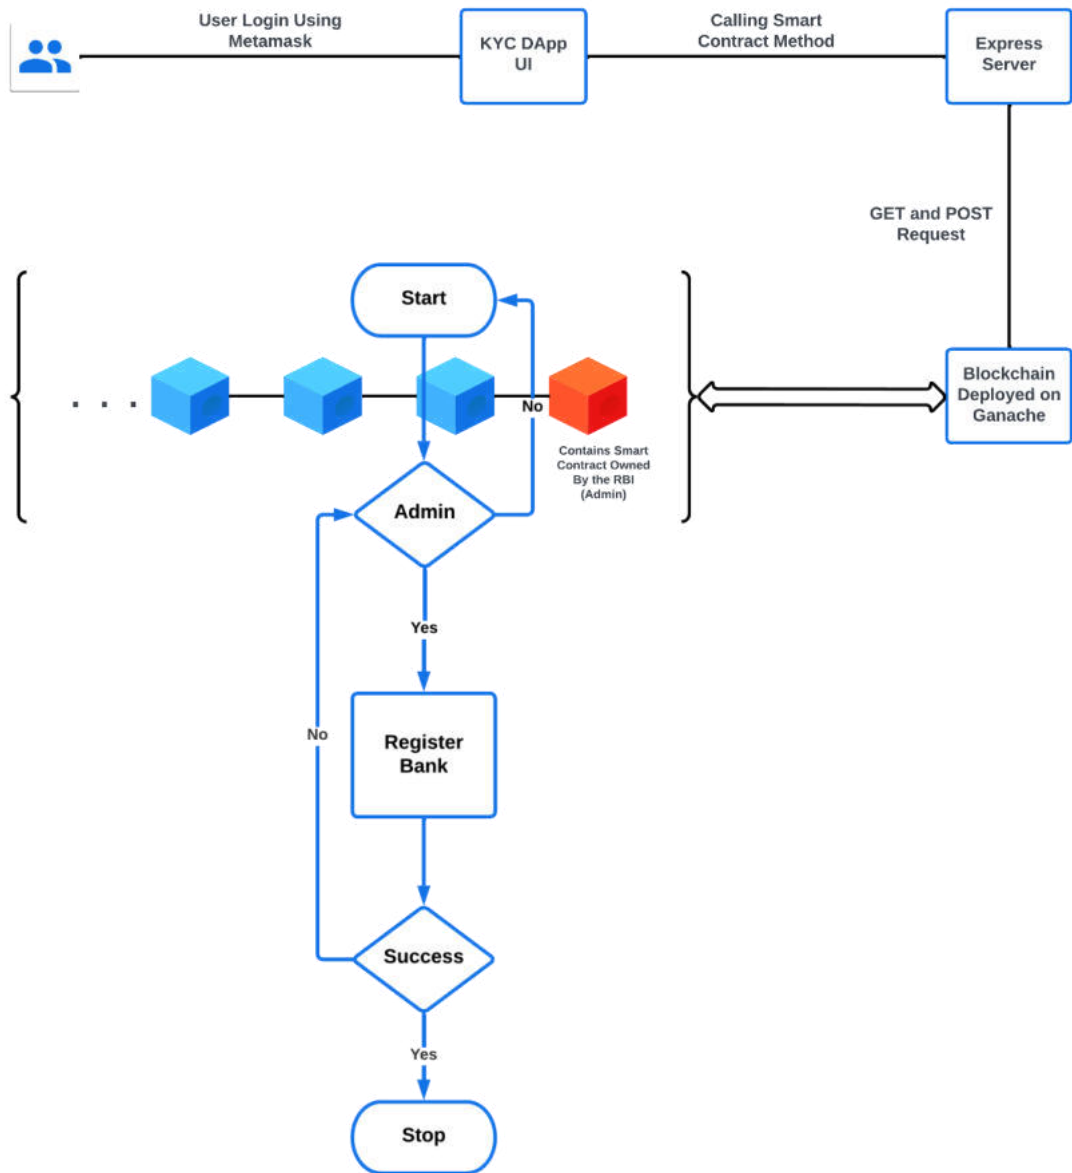 User Login Using
Metamask
KYC DApp
UI
Calling Smart
Contract Method
Express
Server
GET and POST
Request
Start
. . .
No
Blockchain
Deployed on
Ganache
Contains Smart
Contract Owned
By the RBI
(Admin)
Admin
Yes
No
Register
Bank
Success
Yes
Stop